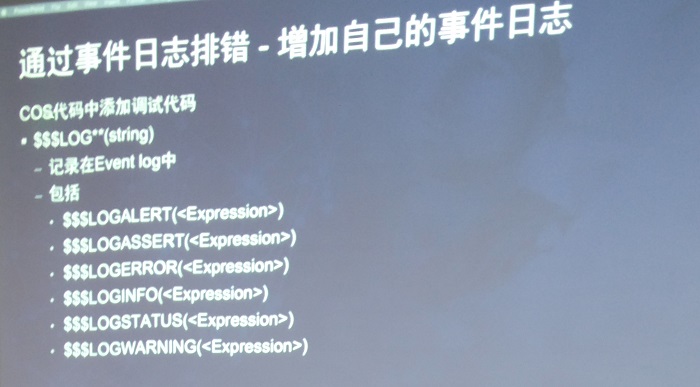 通过事件日志排错 - 增加自己的事件日志
COS代码中添加调试代码
• $$$LOG**(string)
– 记录在Event log中
– 包括
• $$$LOGALERT(<Expression>)
• $$$LOGASSERT(<Expression>)
• $$$LOGERROR(<Expression>)
• $$$LOGINFO(<Expression>)
• $$$LOGSTATUS(<Expression>)
• $$$LOGWARNING(<Expression>)